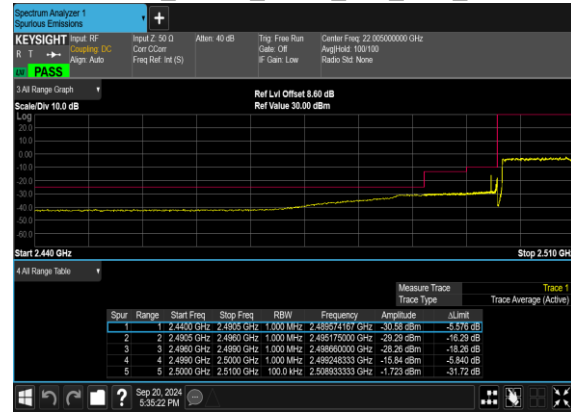 Spectrum Analyzer 1
Spurious Emissions
+
KEYSIGHT Input: RF Input Z: 50 Ω Atten: 40 dB Trig: Free Run Center Freq: 22.005000000 GHz
R T Coupling: DC Corr CCorr Gate: Off Avg|Hold: 100/100
Align: Auto Freq Ref: Int (S) IF Gain: Low Radio Std: None
PASS
3 All Range Graph
Ref Lvl Offset 8.60 dB
Scale/Div 10.0 dB Ref Value 30.00 dBm
Log
20.0
10.0
0.00
-10.0
-20.0
-30.0
-40.0
-50.0
-60.0
Start 2.440 GHz Stop 2.510 GH
4 All Range Table
Measure Trace Trace 1
Trace Type Trace Average (Active)
Spur Range Start Freq Stop Freq RBW Frequency Amplitude ΔLimit
1 1 2.4400 GHz 2.4905 GHz 1.000 MHz 2.489574167 GHz -30.58 dBm -5.576 dB
2 2 2.4905 GHz 2.4960 GHz 1.000 MHz 2.495175000 GHz -29.29 dBm -16.29 dB
3 3 2.4960 GHz 2.4990 GHz 1.000 MHz 2.498660000 GHz -28.26 dBm -18.26 dB
4 4 2.4990 GHz 2.5000 GHz 1.000 MHz 2.499248333 GHz -15.84 dBm -5.840 dB
5 5 2.5000 GHz 2.5100 GHz 100.0 kHz 2.508933333 GHz -1.723 dBm -31.72 dB
? Sep 20, 2024
5:35:22 PM